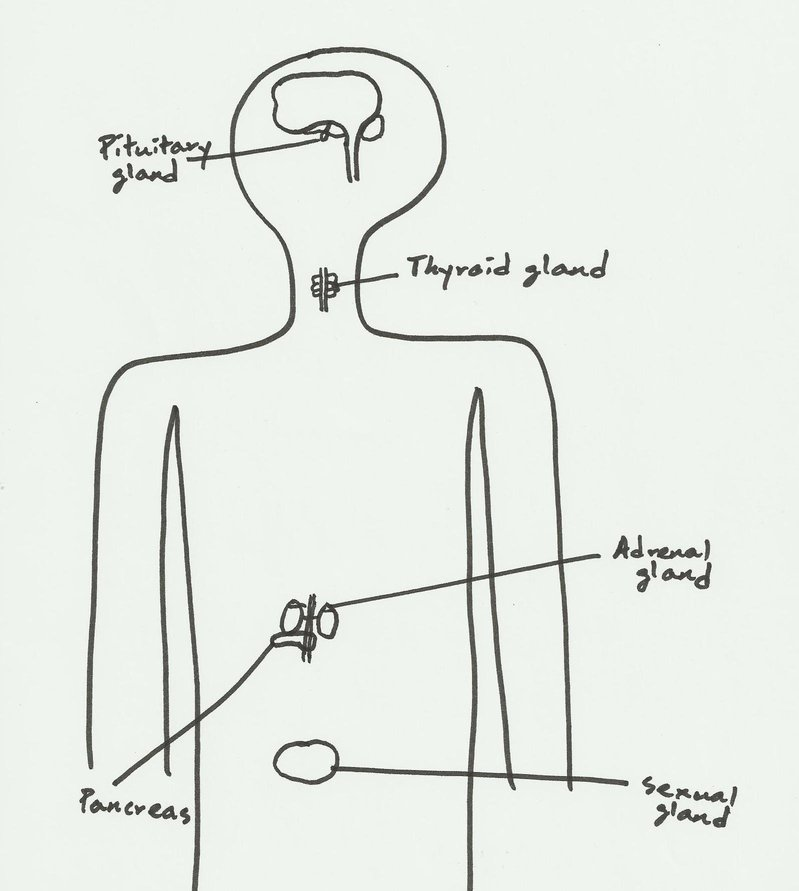 Pituitary
gland
Thyroid gland
Adrenal
gland
Pancreas
sexual
gland